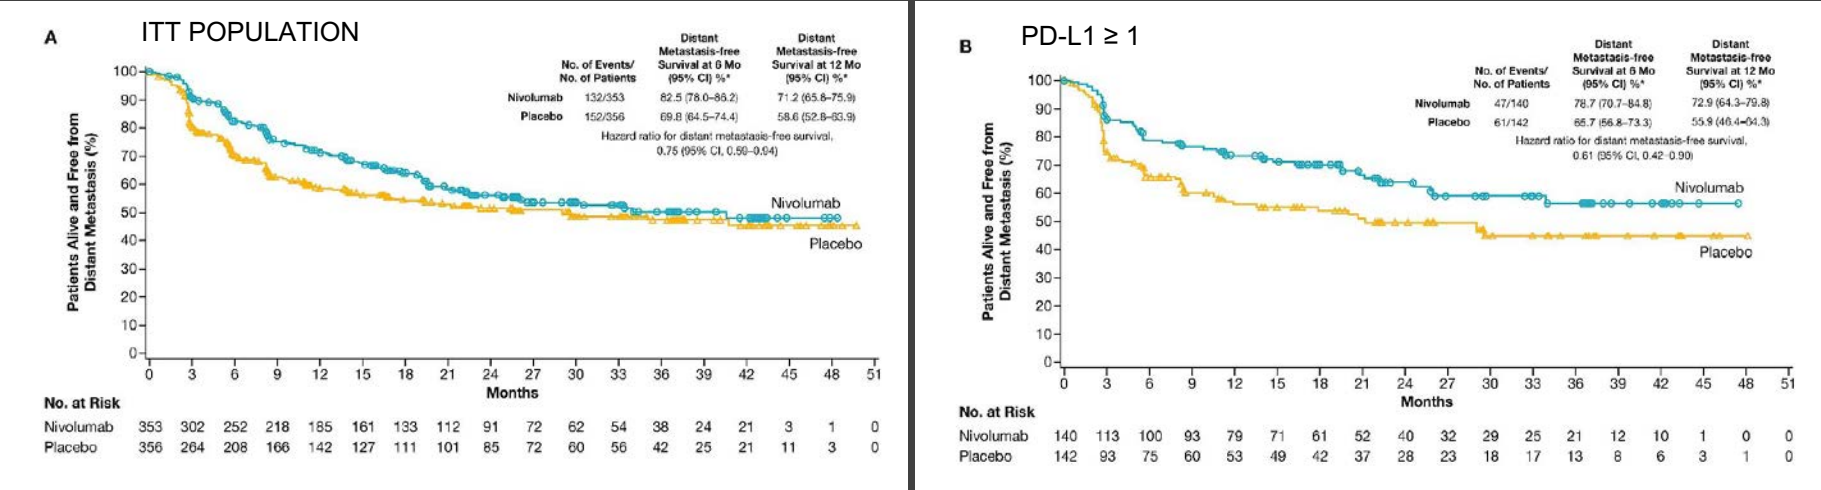 A
ITT POPULATION
Distant Distant
Metastasis-free Metastasis-free
No. of Events/ Survival at 6 Mo Survival at 12 Mo
No. of Patients (95% CI) %* (95% CI) %*
Nivolumab 132/353 82.5 (78.0–86.2) 71.2 (65.8–75.9)
Placebo 152/356 69.8 (64.5–74.4) 58.6 (52.8–63.9)
Hazard ratio for distant metastasis-free survival,
0.75 (95% CI, 0.59–0.94)
Patients Alive and Free from
Distant Metastasis (%)
100
90
80
70
60
50
40
30
20
10
0
Nivolumab
Placebo
0 3 6 9 12 15 18 21 24 27 30 33 36 39 42 45 48 51
Months
No. at Risk
Nivolumab 353 302 252 218 185 161 133 112 91 72 62 54 38 24 21 3 1 0
Placebo 356 264 208 166 142 127 111 101 85 72 60 56 42 25 21 11 3 0
B
PD-L1 ≥ 1
Distant Distant
Metastasis-free Metastasis-free
No. of Events/ Survival at 6 Mo Survival at 12 Mo
No. of Patients (95% CI) %* (95% CI) %*
Nivolumab 47/140 78.7 (70.7–84.8) 72.9 (64.3–79.8)
Placebo 61/142 65.7 (56.8–73.3) 55.9 (46.4–64.3)
Hazard ratio for distant metastasis-free survival,
0.61 (95% CI, 0.42–0.90)
Patients Alive and Free from
Distant Metastasis (%)
100
90
80
70
60
50
40
30
20
10
0
Nivolumab
Placebo
0 3 6 9 12 15 18 21 24 27 30 33 36 39 42 45 48 51
Months
No. at Risk
Nivolumab 140 113 100 93 79 71 61 52 40 32 29 25 21 12 10 1 0 0
Placebo 142 93 75 60 53 49 42 37 28 23 18 17 13 8 6 3 1 0